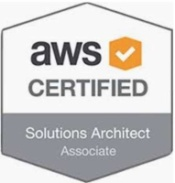 aws
CERTIFIED
Solutions Architect
Associate